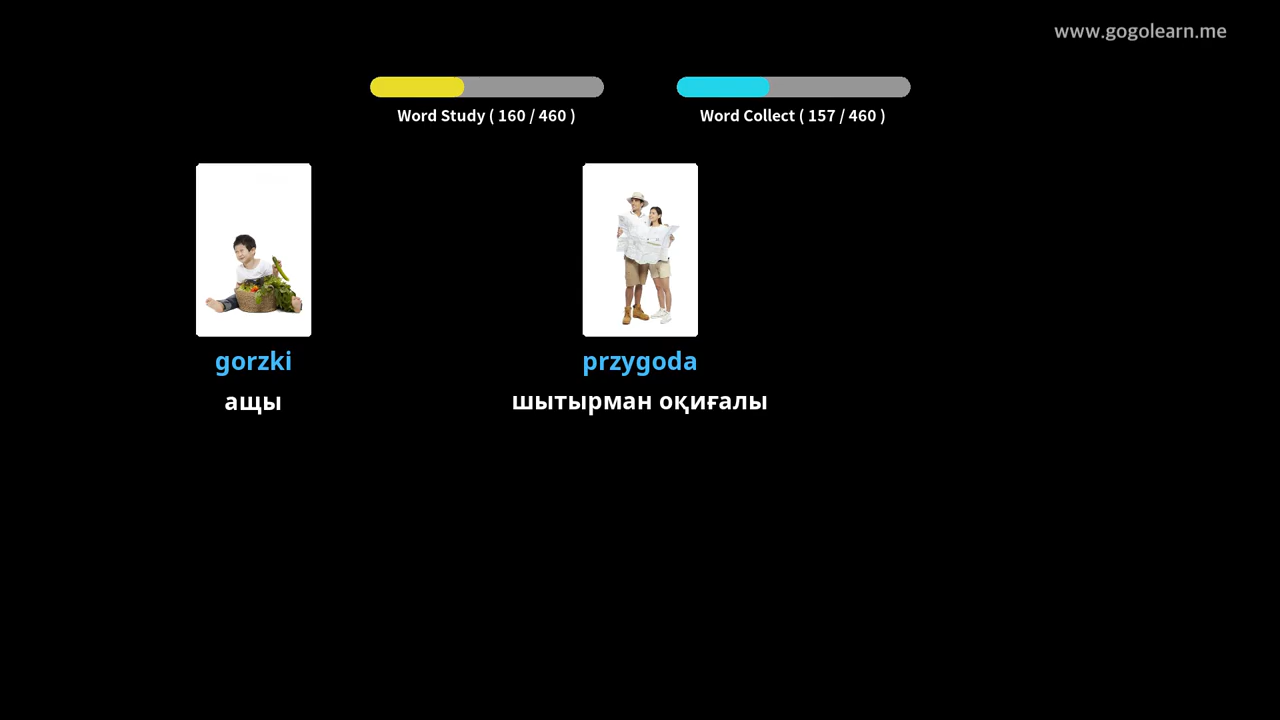 www.gogolearn.me
Word Study ( 160 / 460 )
Word Collect ( 157 / 460 )
gorzki
przygoda
ащы
шытырман оқиғалы